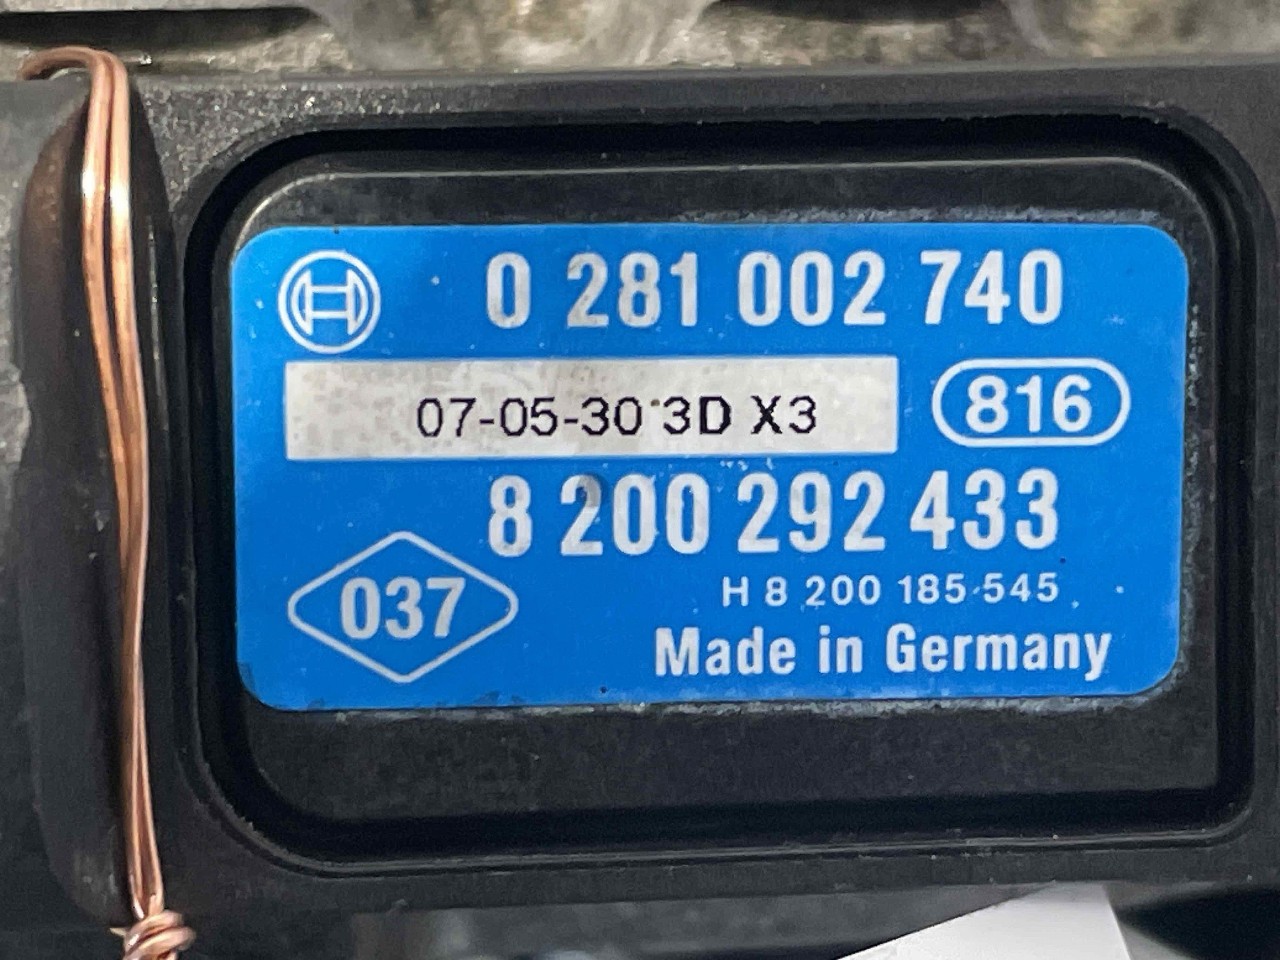 0 281 002 740
07-05-30 3D X3
816
8 200 292 433
H 8 200 185 545
037
Made in Germany